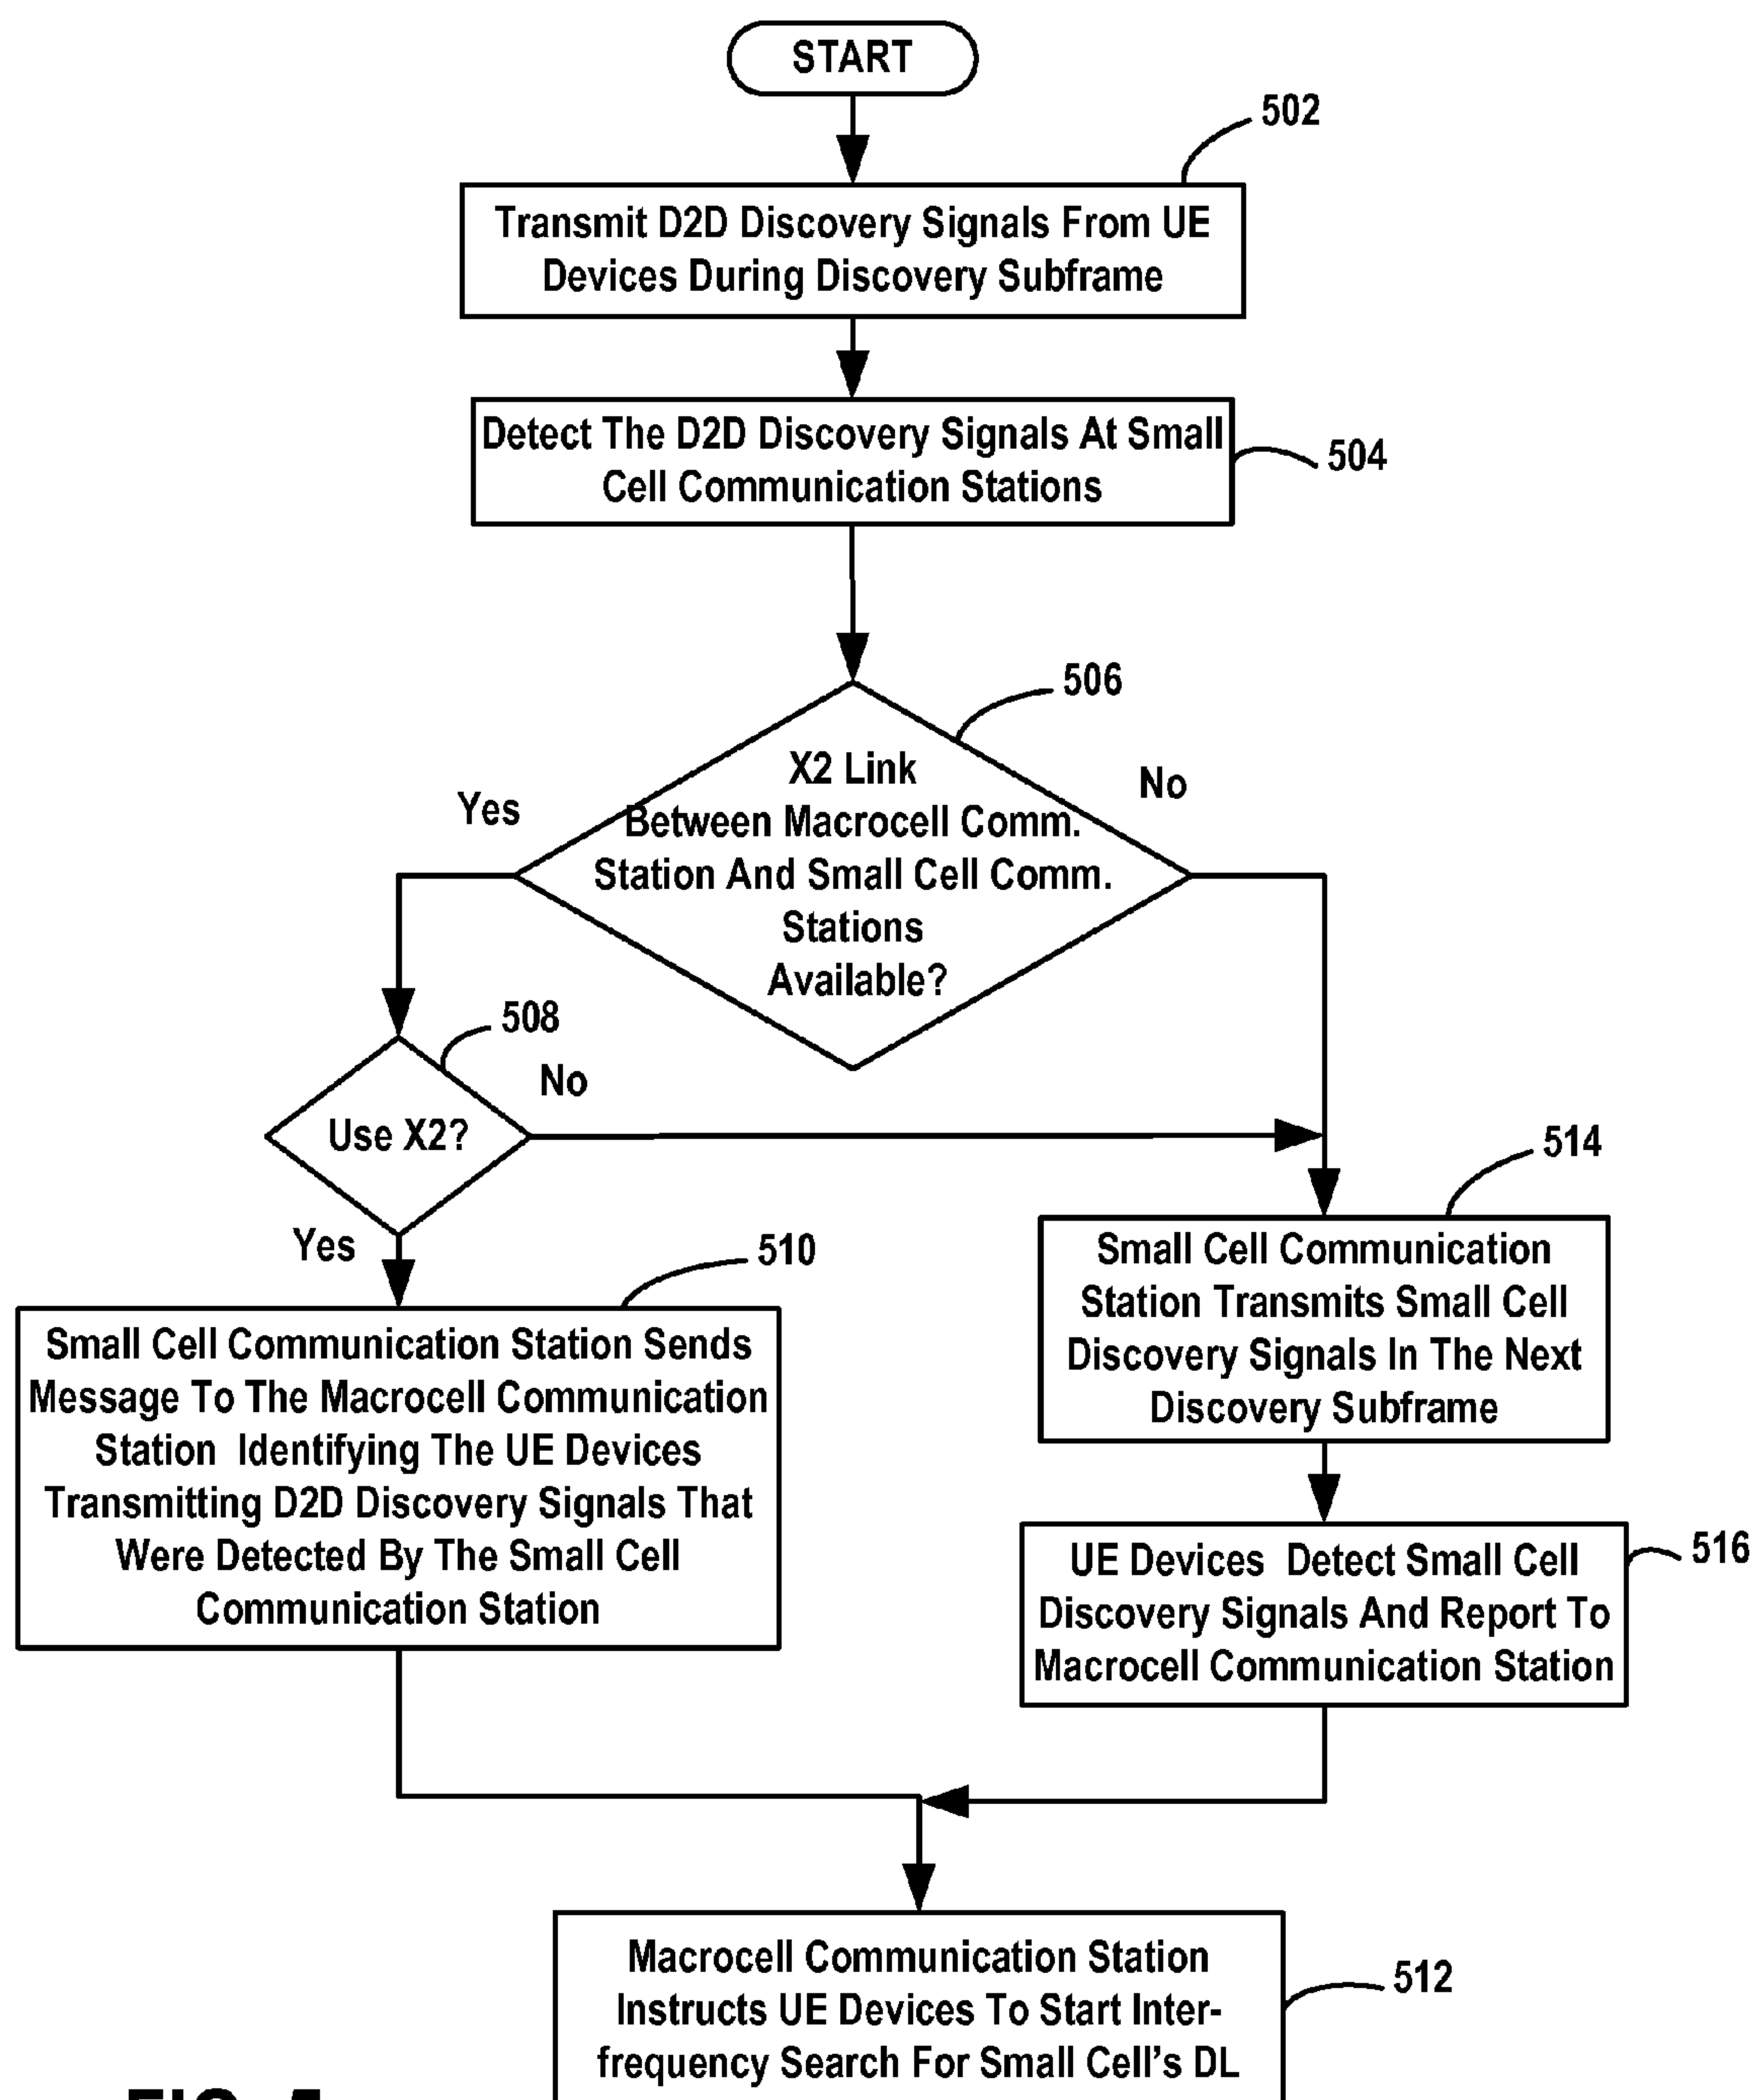 START
502
Transmit D2D Discovery Signals From UE
Devices During Discovery Subframe
Detect The D2D Discovery Signals At Small
Cell Communication Stations
504
506
X2 Link
Between Macrocell Comm.
Station And Small Cell Comm.
Stations
Available?
Yes
No
508
Use X2?
No
Yes
510
Small Cell Communication Station Sends
Message To The Macrocell Communication
Station Identifying The UE Devices
Transmitting D2D Discovery Signals That
Were Detected By The Small Cell
Communication Station
514
Small Cell Communication
Station Transmits Small Cell
Discovery Signals In The Next
Discovery Subframe
516
UE Devices Detect Small Cell
Discovery Signals And Report To
Macrocell Communication Station
Macrocell Communication Station
Instructs UE Devices To Start Inter-
frequency Search For Small Cell's DL
512